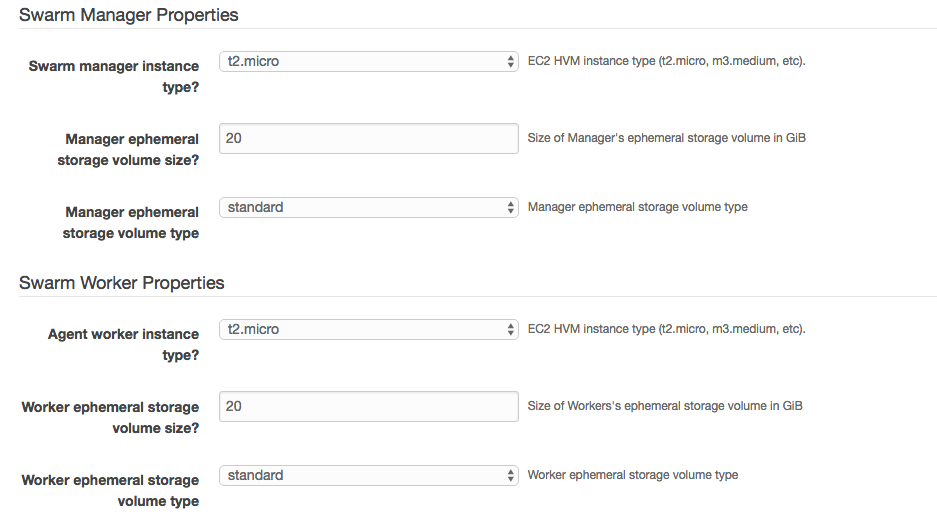 Swarm Manager Properties
Swarm manager instance type?
t2.micro
EC2 HVM instance type (t2.micro, m3.medium, etc).
Manager ephemeral storage volume size?
20
Size of Manager's ephemeral storage volume in GiB
Manager ephemeral storage volume type
standard
Manager ephemeral storage volume type
Swarm Worker Properties
Agent worker instance type?
t2.micro
EC2 HVM instance type (t2.micro, m3.medium, etc).
Worker ephemeral storage volume size?
20
Size of Workers's ephemeral storage volume in GiB
Worker ephemeral storage volume type
standard
Worker ephemeral storage volume type